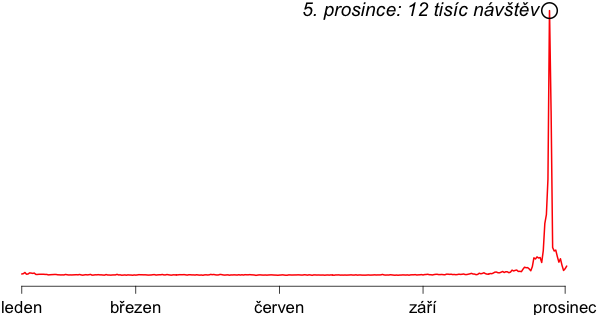 5. prosince: 12 tisíc návštěv
leden
březen
červen
září
prosinec